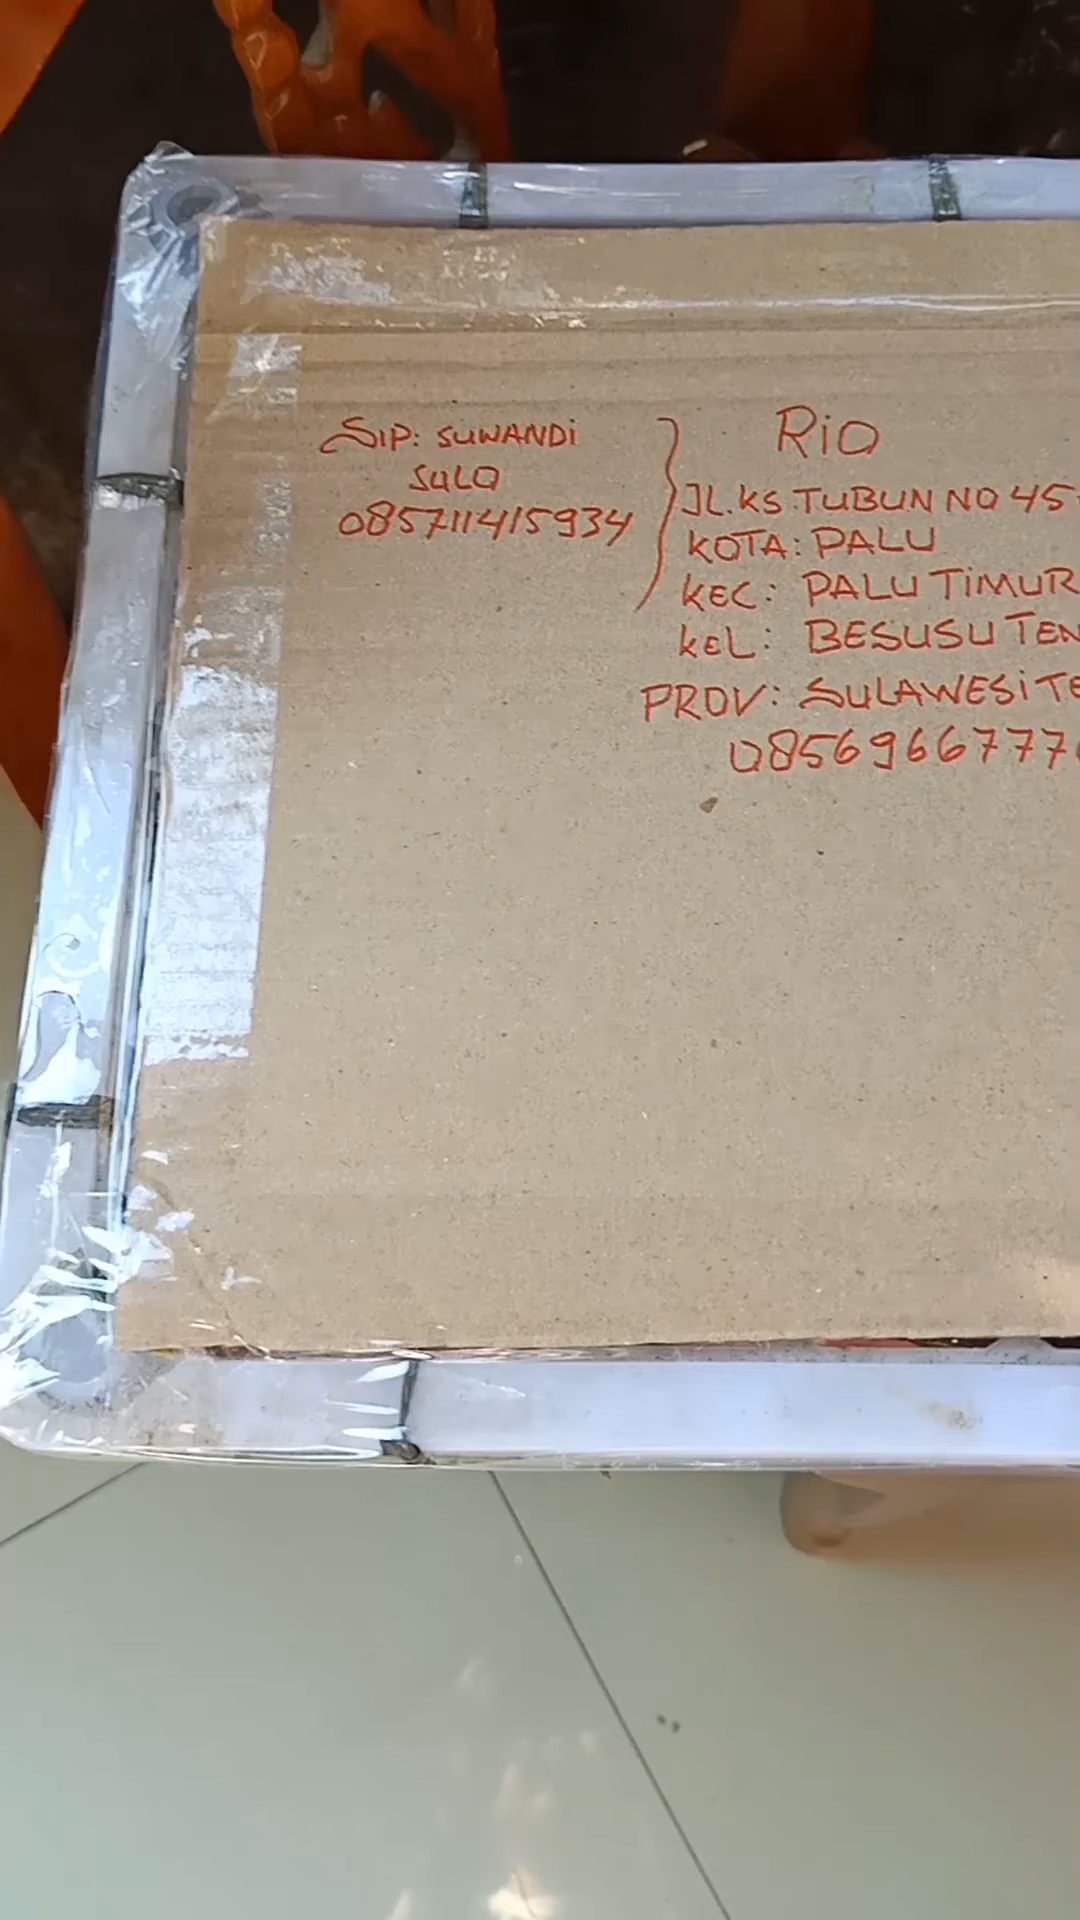 SIP: SUWANDI
SULO
085711415934
RiO
JL.KS.TUBUN NO 45
KOTA: PALU
KEC: PALU TIMUR
KEL: BESUSU TEN
PROV: SULAWESI TE
0856966777